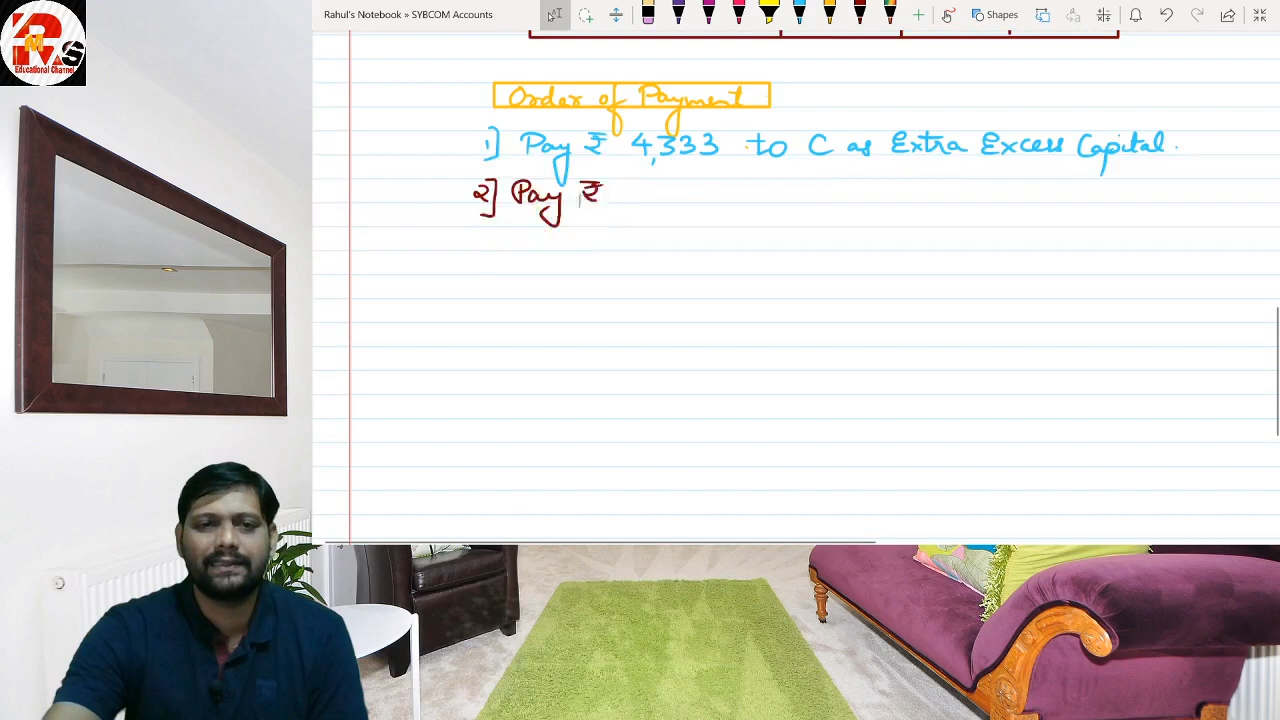 RMS
Educational Channel
Rahul's Notebook » SYBCOM Accounts
Shapes
Order of Payment
1] Pay ₹ 4,333 to C as Extra Excess Capital.
2] Pay ₹